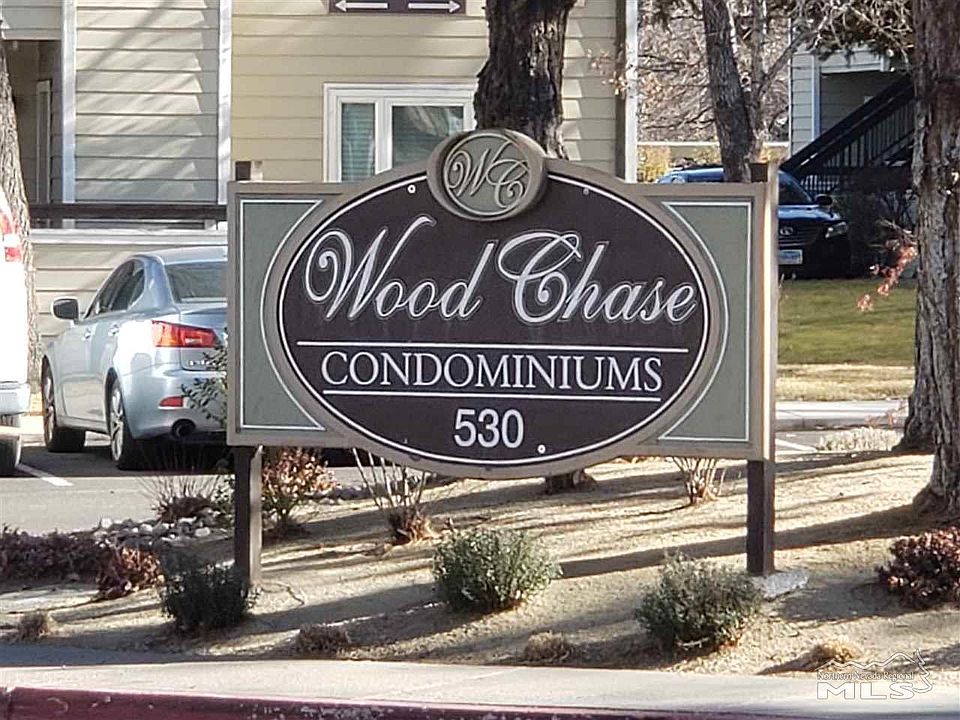 WC
Wood Chase
CONDOMINIUMS
530
Northern Nevada Regional
MLS